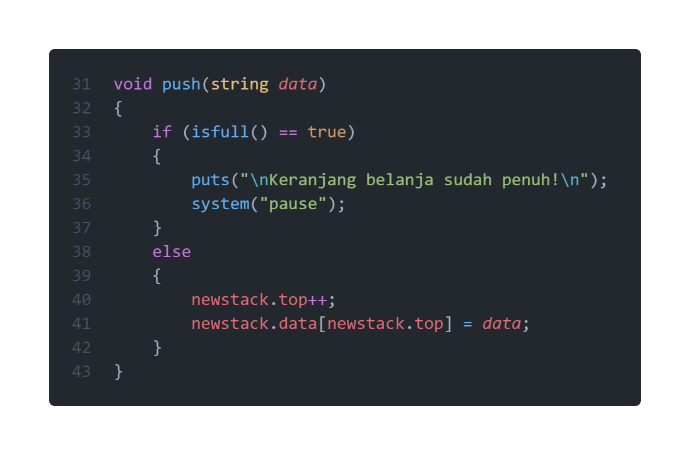 31 void push(string data)
32 {
33     if (isfull() == true)
34     {
35         puts("\nKeranjang belanja sudah penuh!\n");
36         system("pause");
37     }
38     else
39     {
40         newstack.top++;
41         newstack.data[newstack.top] = data;
42     }
43 }